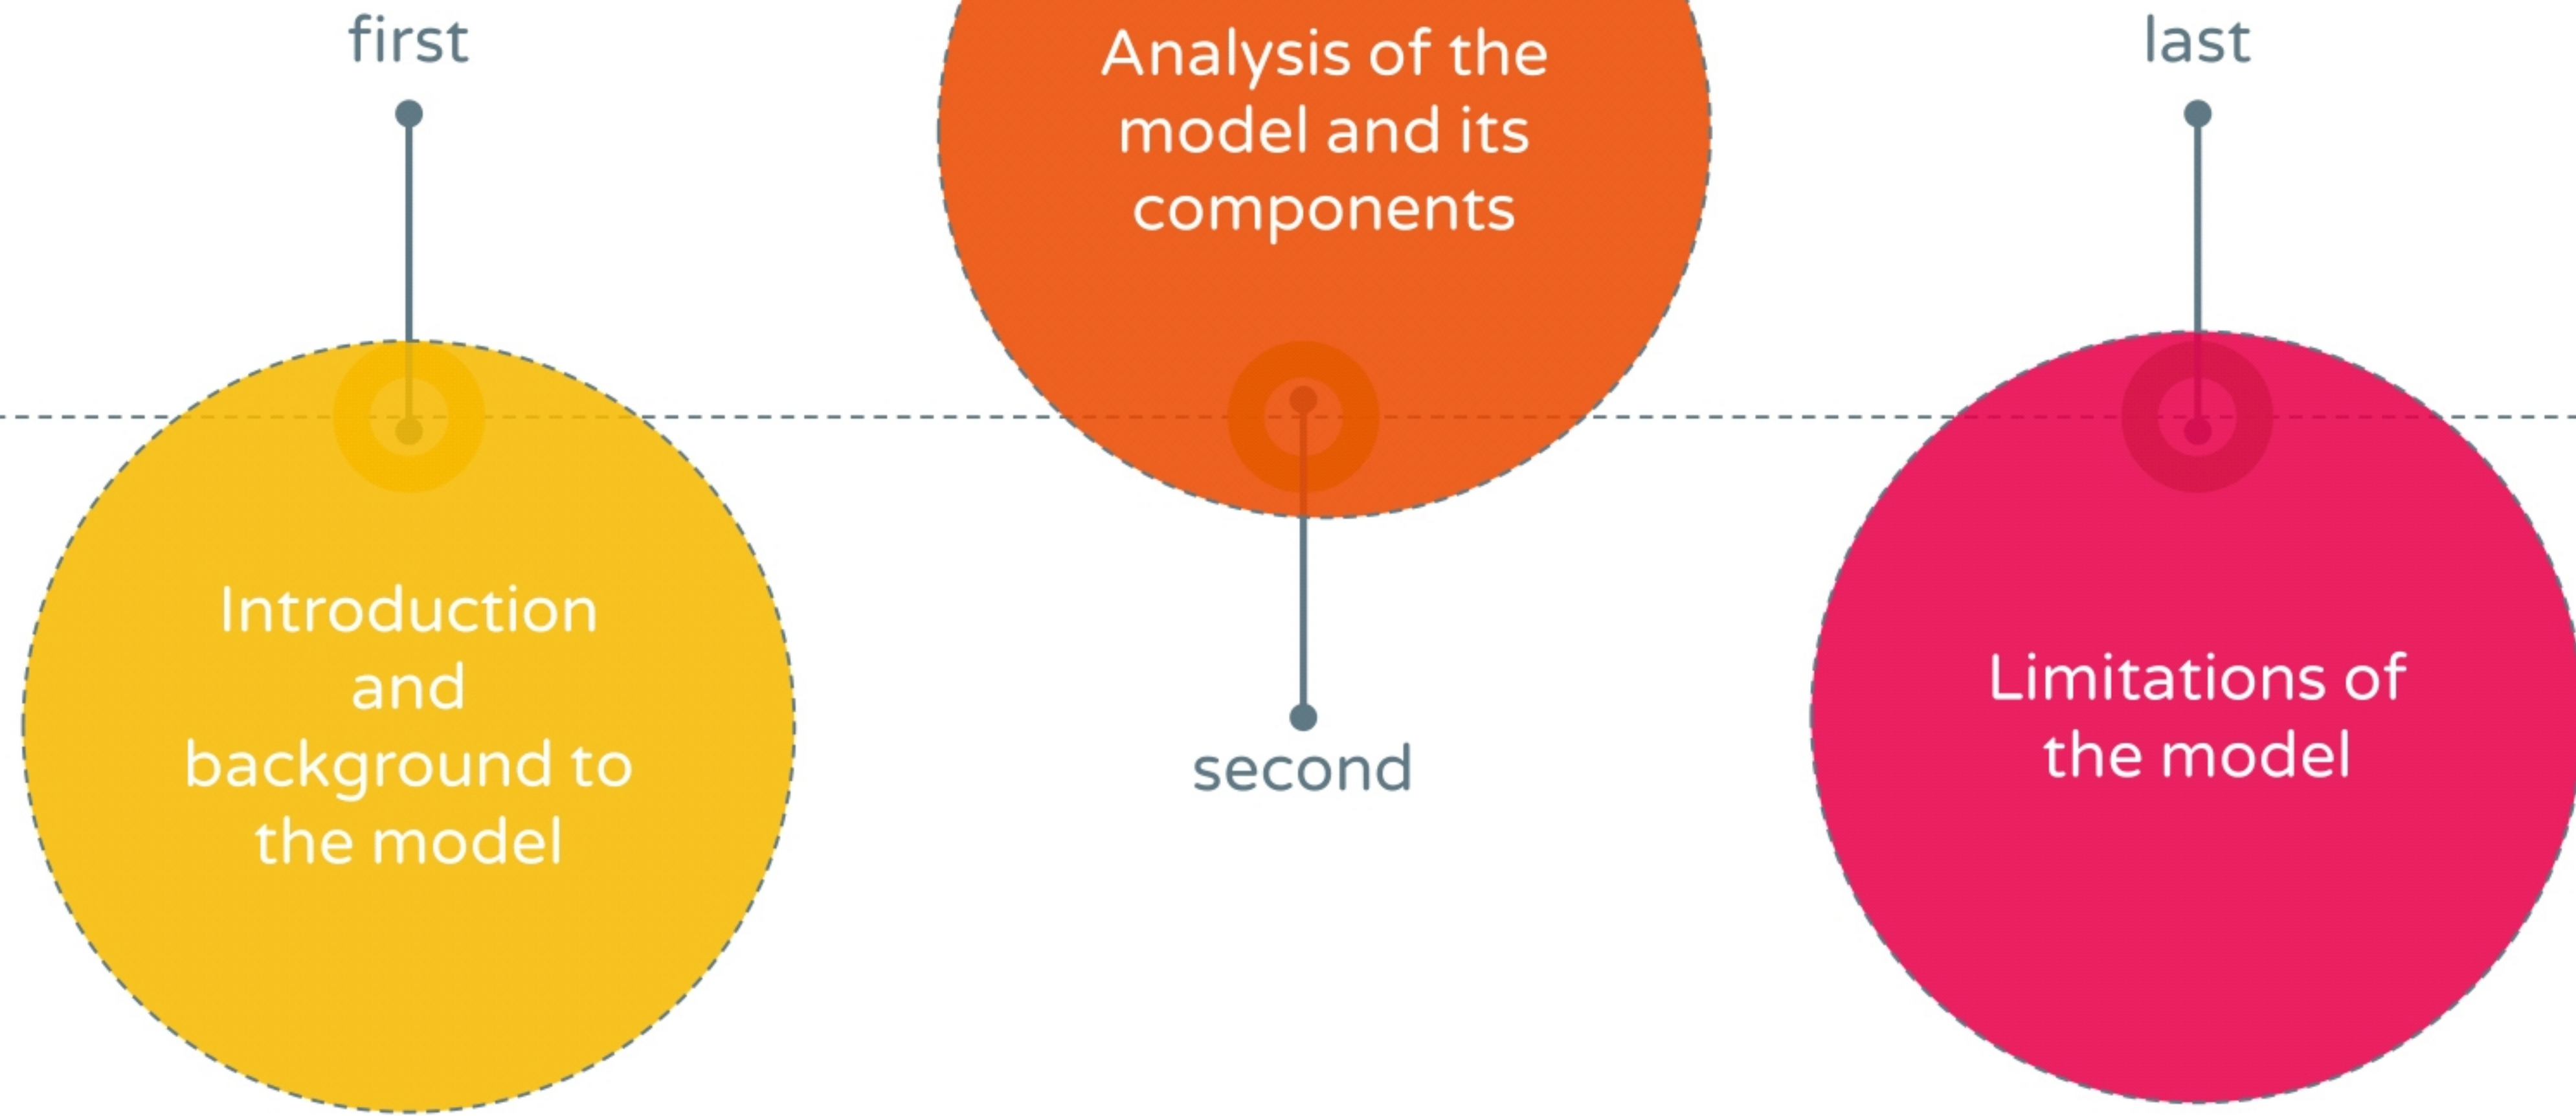 first
Introduction
and
background to
the model
Analysis of the
model and its
components
second
last
Limitations of
the model